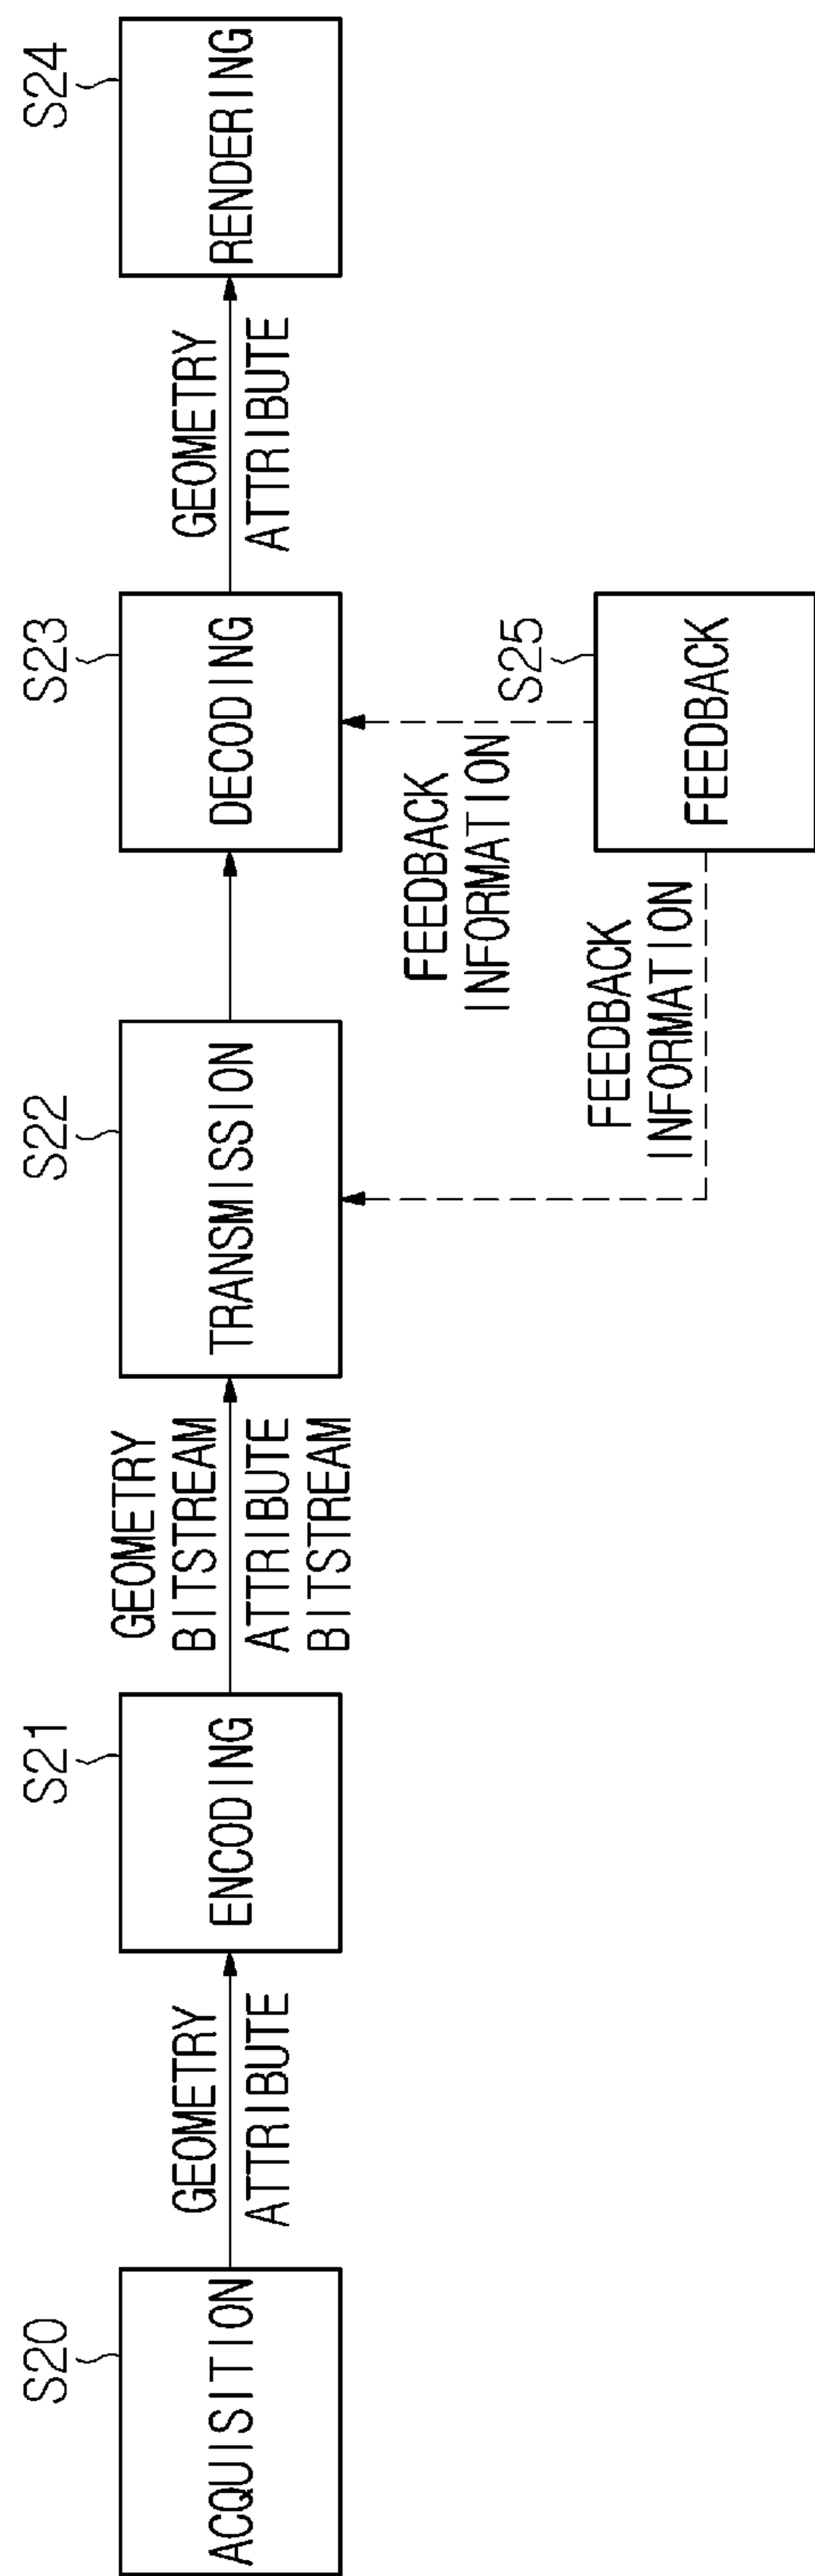 S20
ACQUISITION
GEOMETRY
ATTRIBUTE
S21
ENCODING
GEOMETRY
BITSTREAM
ATTRIBUTE
BITSTREAM
S22
TRANSMISSION
S23
DECODING
GEOMETRY
ATTRIBUTE
S24
RENDERING
FEEDBACK
INFORMATION
FEEDBACK
INFORMATION
S25
FEEDBACK